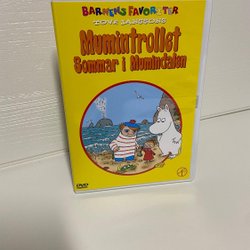 BARNENS FAVORITER
TOVE JANSSONS
Mumintrollet
Sommar i Mumindalen
DVD